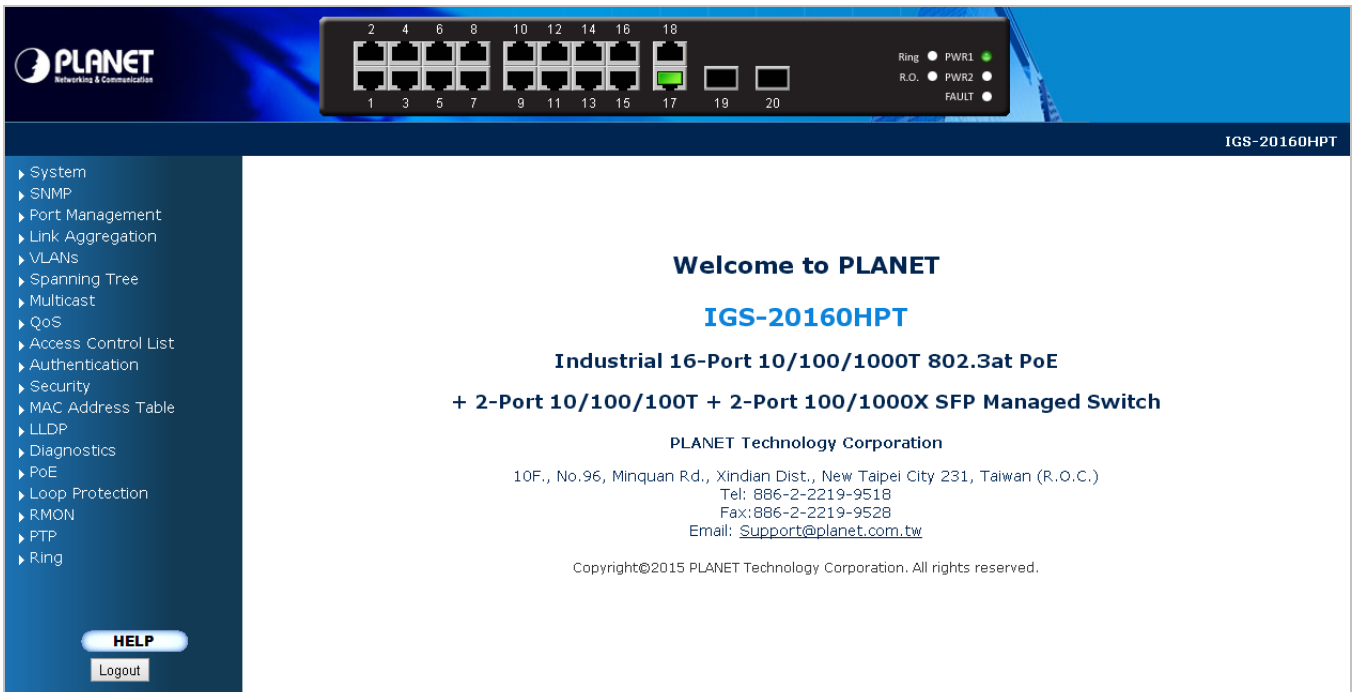 PLANET
Networking & Communication
2 4 6 8 10 12 14 16 18
1 3 5 7 9 11 13 15 17 19 20
Ring PWR1
R.O. PWR2
FAULT
IGS-20160HPT
System
SNMP
Port Management
Link Aggregation
VLANs
Spanning Tree
Multicast
QoS
Access Control List
Authentication
Security
MAC Address Table
LLDP
Diagnostics
PoE
Loop Protection
RMON
PTP
Ring
HELP
Logout
Welcome to PLANET
IGS-20160HPT
Industrial 16-Port 10/100/1000T 802.3at PoE
+ 2-Port 10/100/100T + 2-Port 100/1000X SFP Managed Switch
PLANET Technology Corporation
10F., No.96, Minquan Rd., Xindian Dist., New Taipei City 231, Taiwan (R.O.C.)
Tel: 886-2-2219-9518
Fax:886-2-2219-9528
Email: Support@planet.com.tw
Copyright©2015 PLANET Technology Corporation. All rights reserved.